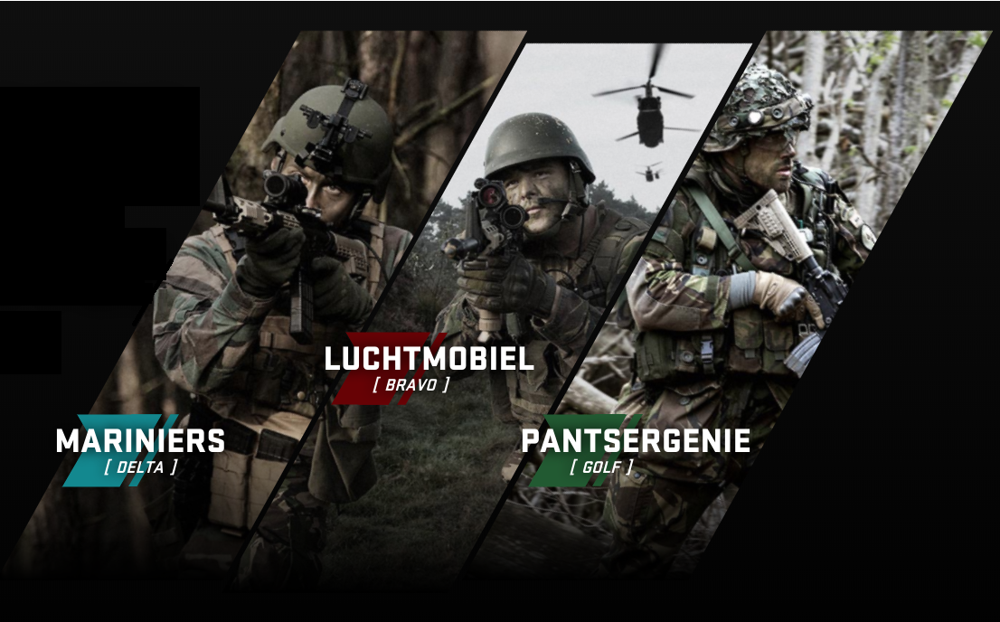 MARINIERS
[ DELTA ]
LUCHTMOBIEL
[ BRAVO ]
PANTSERGENIE
[ GOLF ]